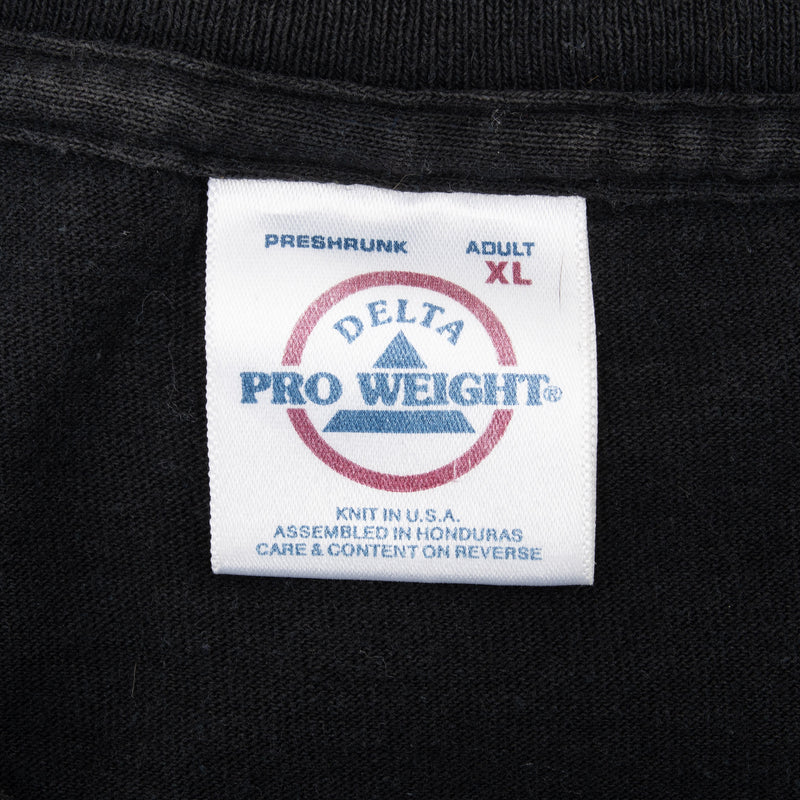 PRESHRUNK ADULT
XL
DELTA
PRO WEIGHT®
KNIT IN U.S.A.
ASSEMBLED IN HONDURAS
CARE & CONTENT ON REVERSE